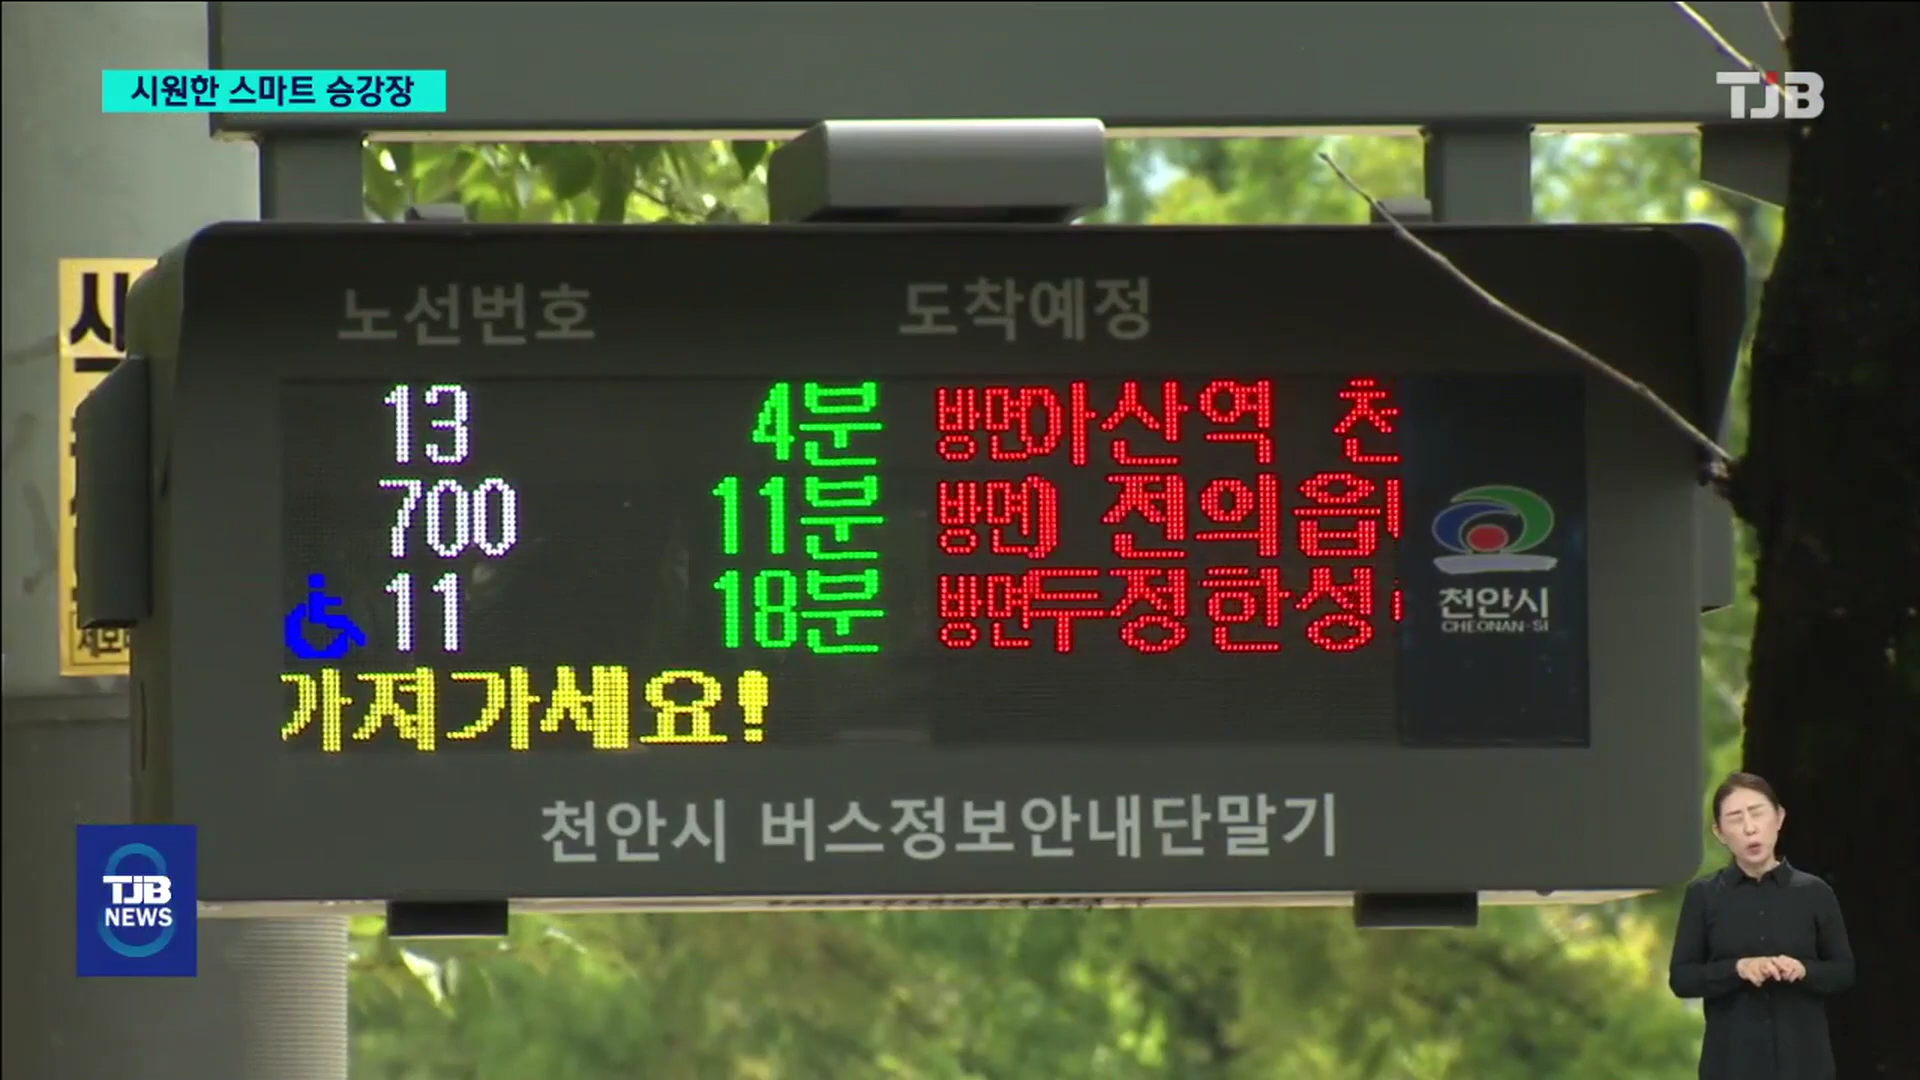 시원한 스마트 승강장
TJB
노선번호 도착예정
13 4분 방면 아산역 천
700 11분 방면 전의읍
11 18분 방면 두정한성
가져가세요!
천안시
CHEONAN-SI
천안시 버스정보안내단말기
TJB
NEWS